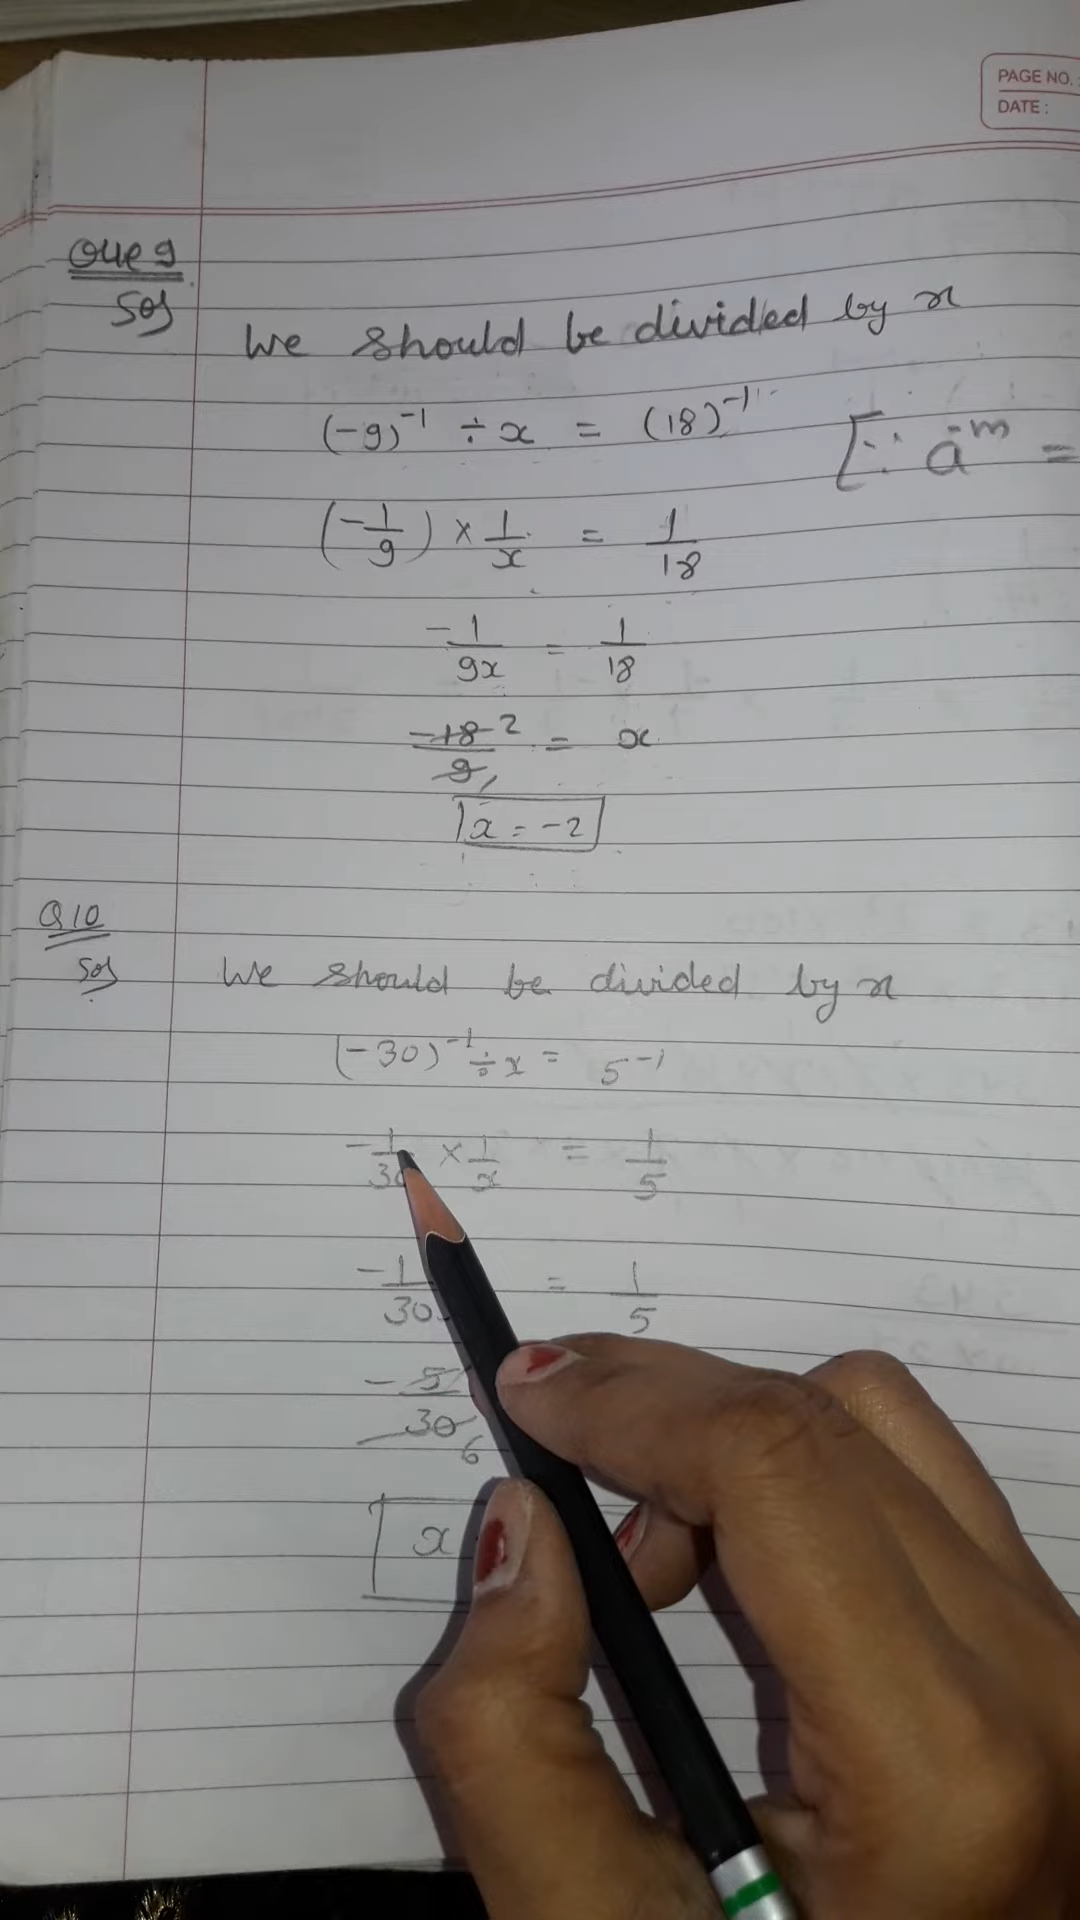 PAGE NO.:
DATE:
Que 9
Sol
We should be divided by x
(-9)⁻¹ ÷ x = (18)⁻¹ [∵ a⁻ᵐ =
(-1/9) × 1/x = 1/18
-1/9x = 1/18
-18 2/9 = x
x = -2
Q10
Sol
We should be divided by x
(-30)⁻¹ ÷ x = 5⁻¹
-1/30 × 1/x = 1/5
-1/30 = 1/5
-5/30 6
x